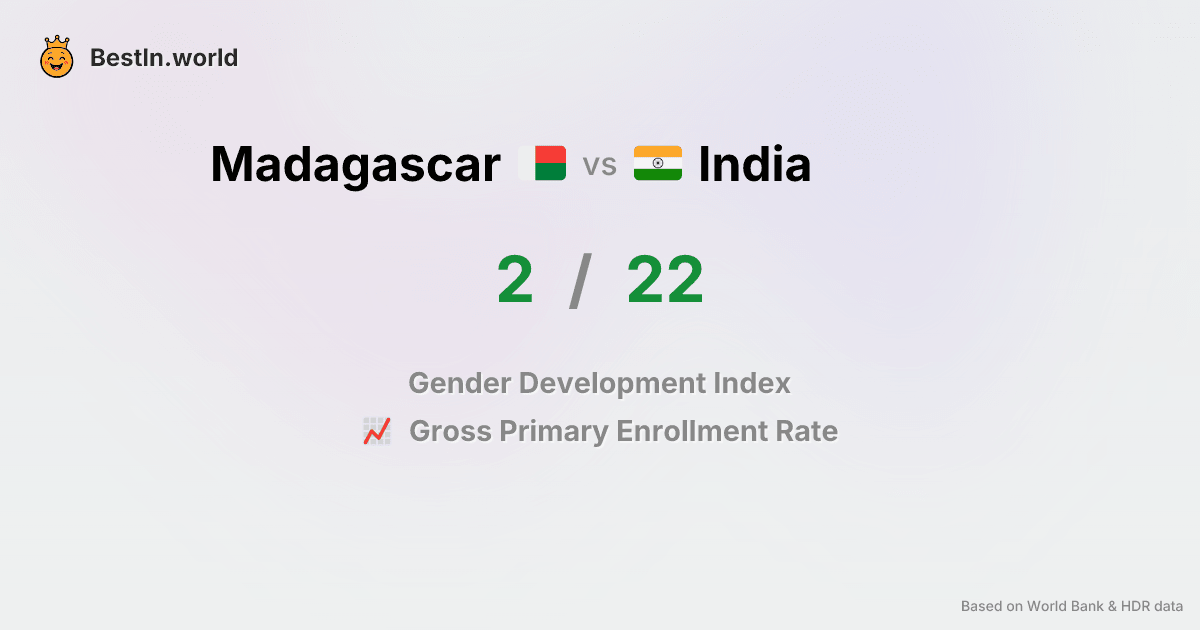 BestIn.world
Madagascar vs India
2 / 22
Gender Development Index
Gross Primary Enrollment Rate
Based on World Bank & HDR data